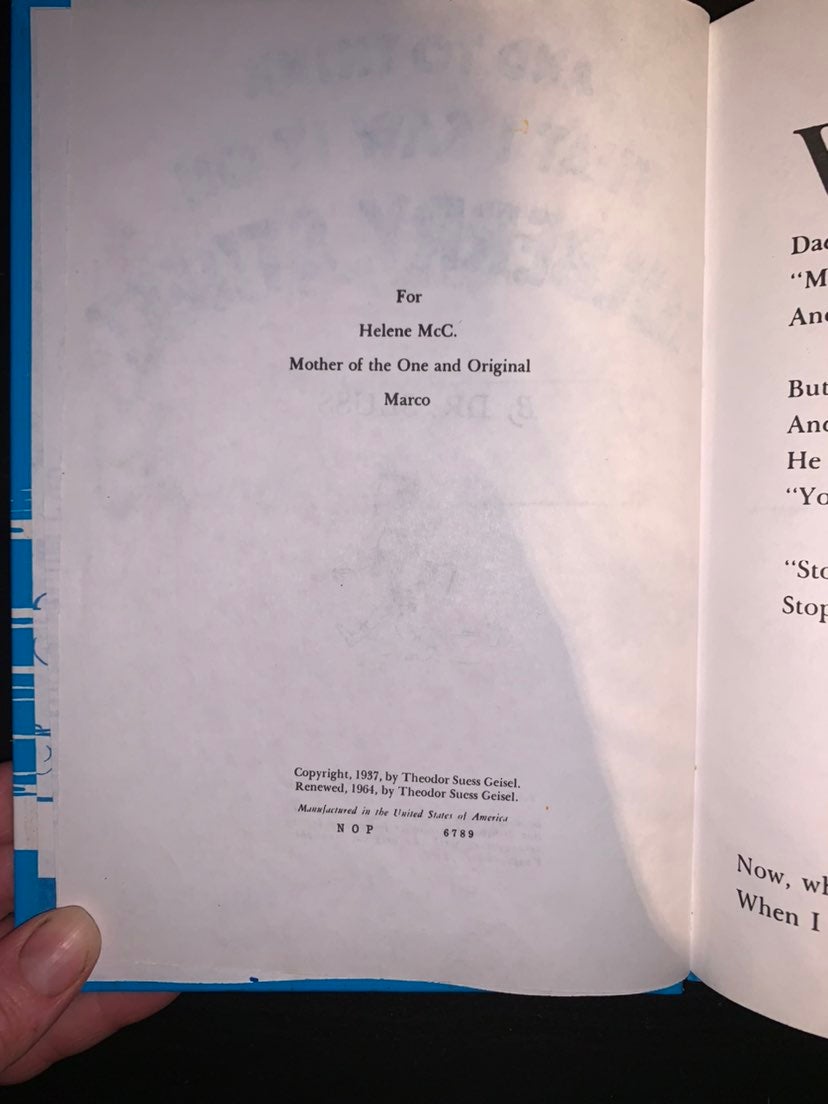 For
Helene McC.
Mother of the One and Original
Marco
Copyright, 1937, by Theodor Suess Geisel.
Renewed, 1964, by Theodor Suess Geisel.
Manufactured in the United States of America
N O P 6789
“M
But
He
“Yo
Stop
Now, wh
When I